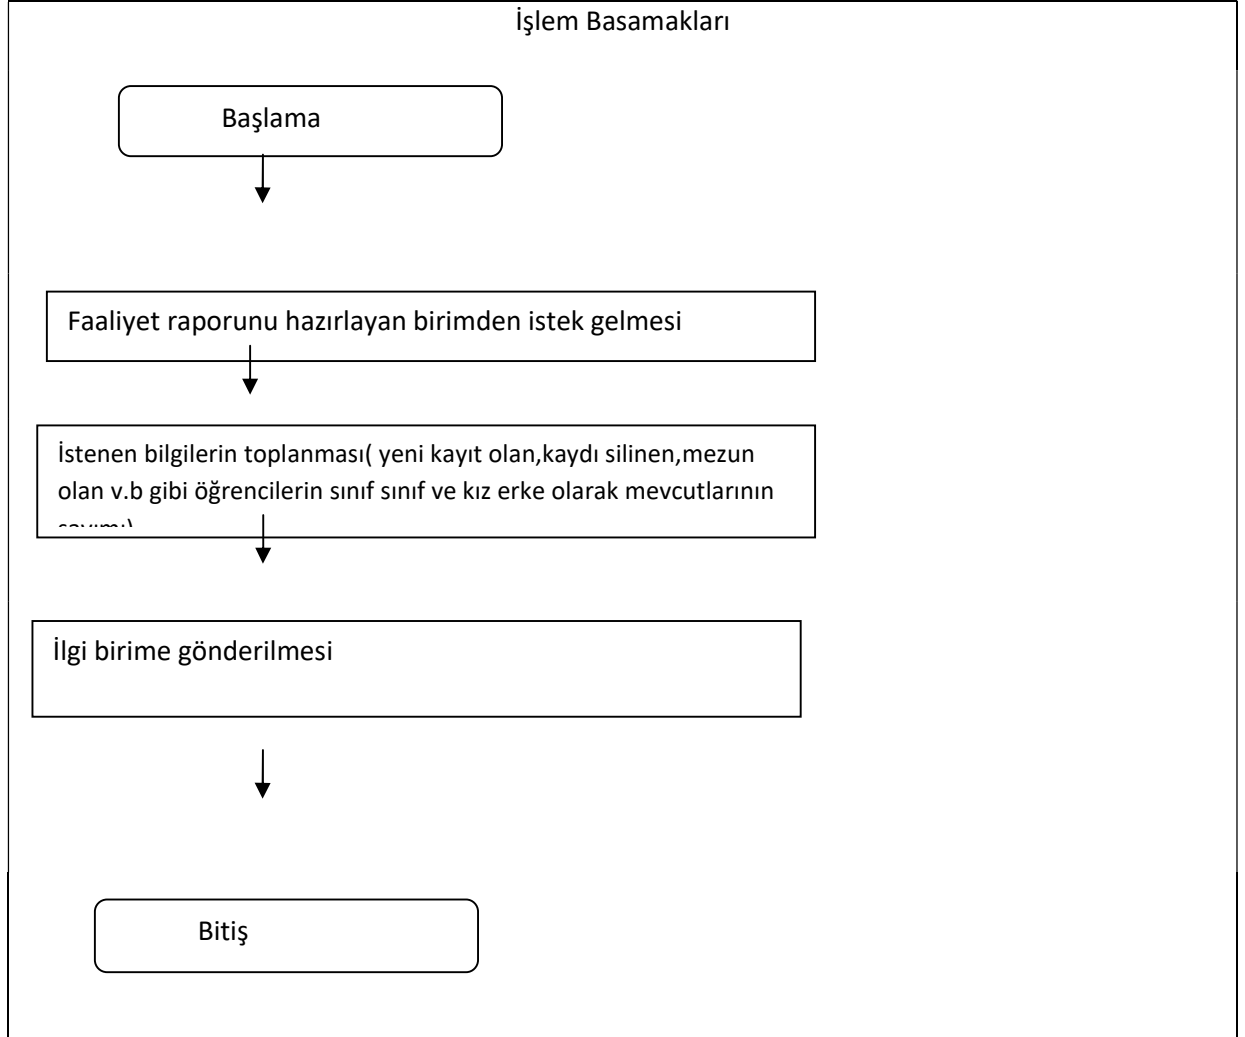 İşlem Basamakları
Başlama
Faaliyet raporunu hazırlayan birimden istek gelmesi
İstenen bilgilerin toplanması( yeni kayıt olan,kaydı silinen,mezun
olan v.b gibi öğrencilerin sınıf sınıf ve kız erke olarak mevcutlarının
İlgi birime gönderilmesi
Bitiş